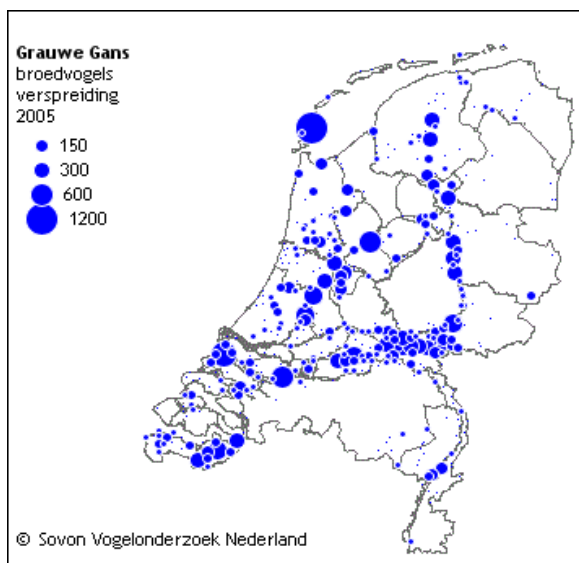 Grauwe Gans
broedvogels
verspreiding
2005
150
300
600
1200
© Sovon Vogelonderzoek Nederland